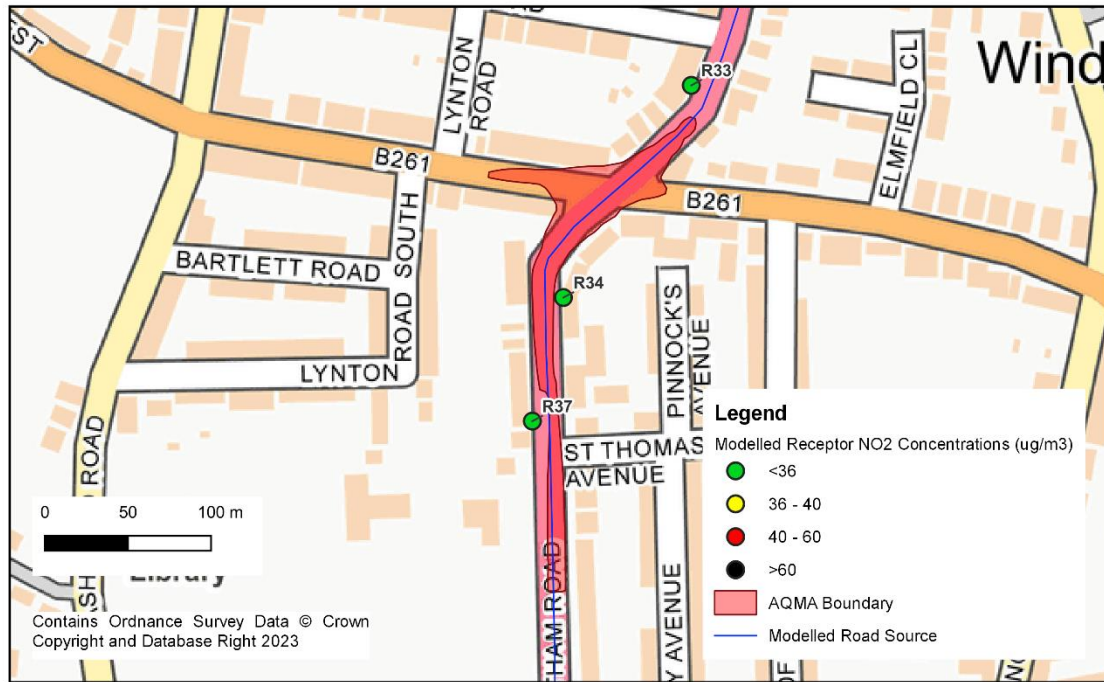 LYNTON
ROAD
R33
Wind
ELMFIELD CL
B261
B261
BARTLETT ROAD
LYNTON
ROAD SOUTH
R34
R37
PINNOCK'S
AVENUE
ST THOMAS
AVENUE
ROAD
0 50 100 m
Library
Contains Ordnance Survey Data © Crown
Copyright and Database Right 2023
THAM ROAD
Y AVENUE
Legend
Modelled Receptor NO2 Concentrations (ug/m3)
<36
36 - 40
40 - 60
>60
AQMA Boundary
Modelled Road Source